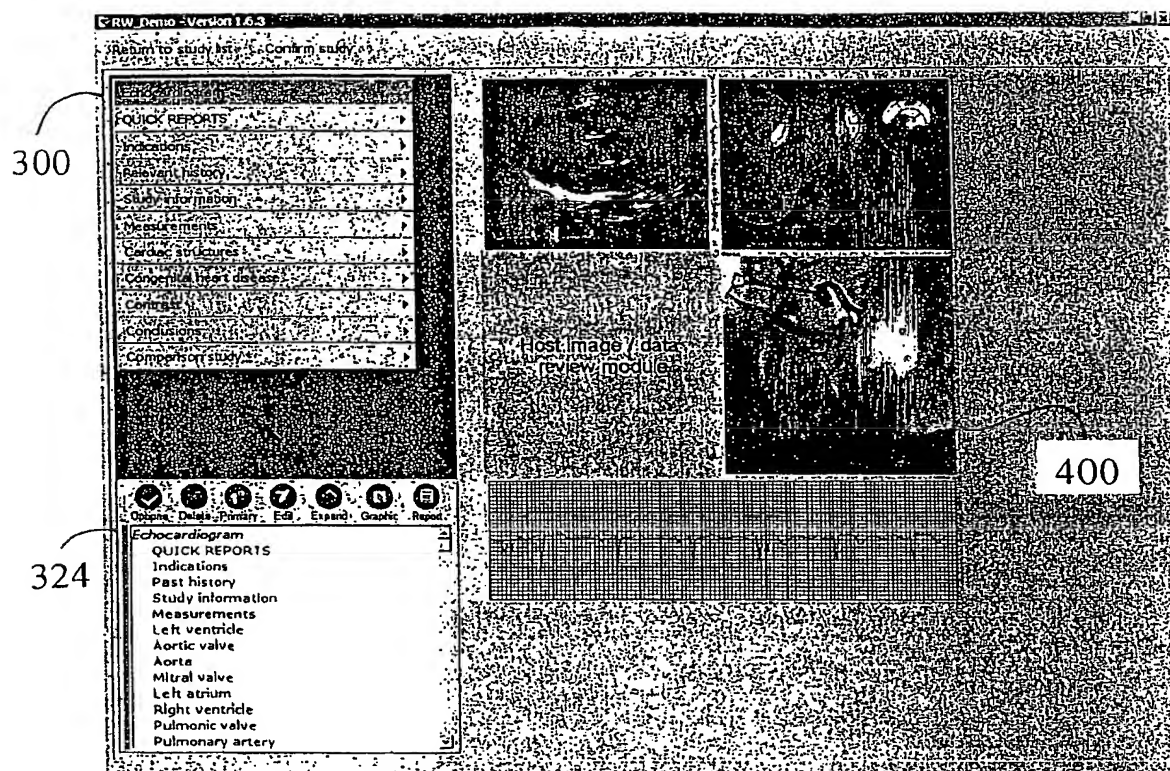 RW_Demo - Version 1.6.3
Return to study list Confirm study
Echocardiogram
QUICK REPORTS
Indications
Relevant history
Study information
Measurements
Cardiac structures
Congenital heart disease
Contrast
Conclusions
Comparison study
300
Host image / data
review module
400
Options Delete Primary Edit Expand Graphic Report
324
Echocardiogram
QUICK REPORTS
Indications
Past history
Study information
Measurements
Left ventricle
Aortic valve
Aorta
Mitral valve
Left atrium
Right ventricle
Pulmonic valve
Pulmonary artery